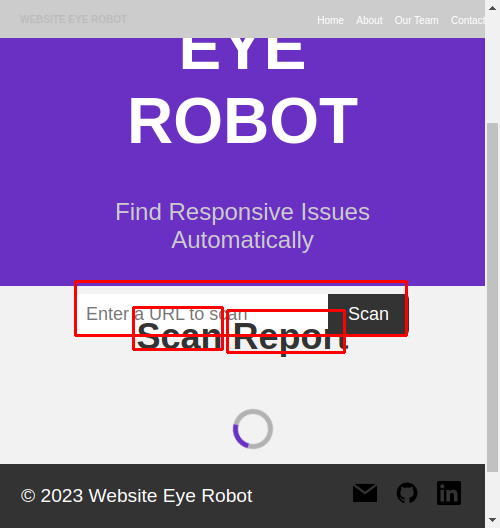 WEBSITE EYE ROBOT
Home About Our Team Contact
EYE
ROBOT
Find Responsive Issues
Automatically
Enter a URL to scan Scan
Scan Report
© 2023 Website Eye Robot
in